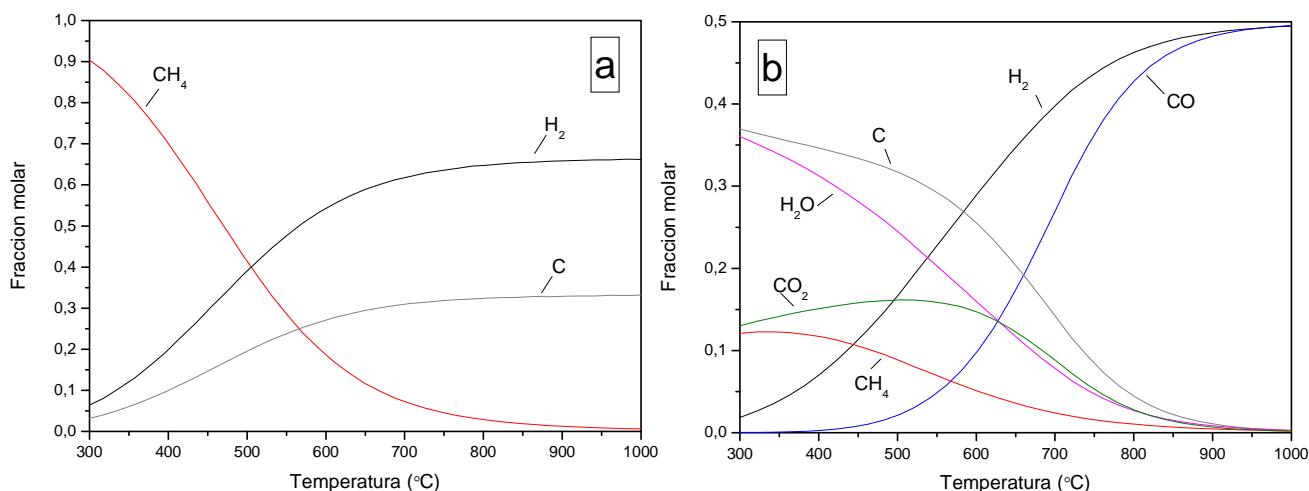 1,0
0,9
0,8
0,7
0,6
0,5
0,4
0,3
0,2
0,1
0,0
300 400 500 600 700 800 900 1000
Fraccion molar
Temperatura (°C)
a
CH4
H2
C
0,5
0,4
0,3
0,2
0,1
0,0
300 400 500 600 700 800 900 1000
Fraccion molar
Temperatura (°C)
b
H2
CO
C
H2O
CO2
CH4